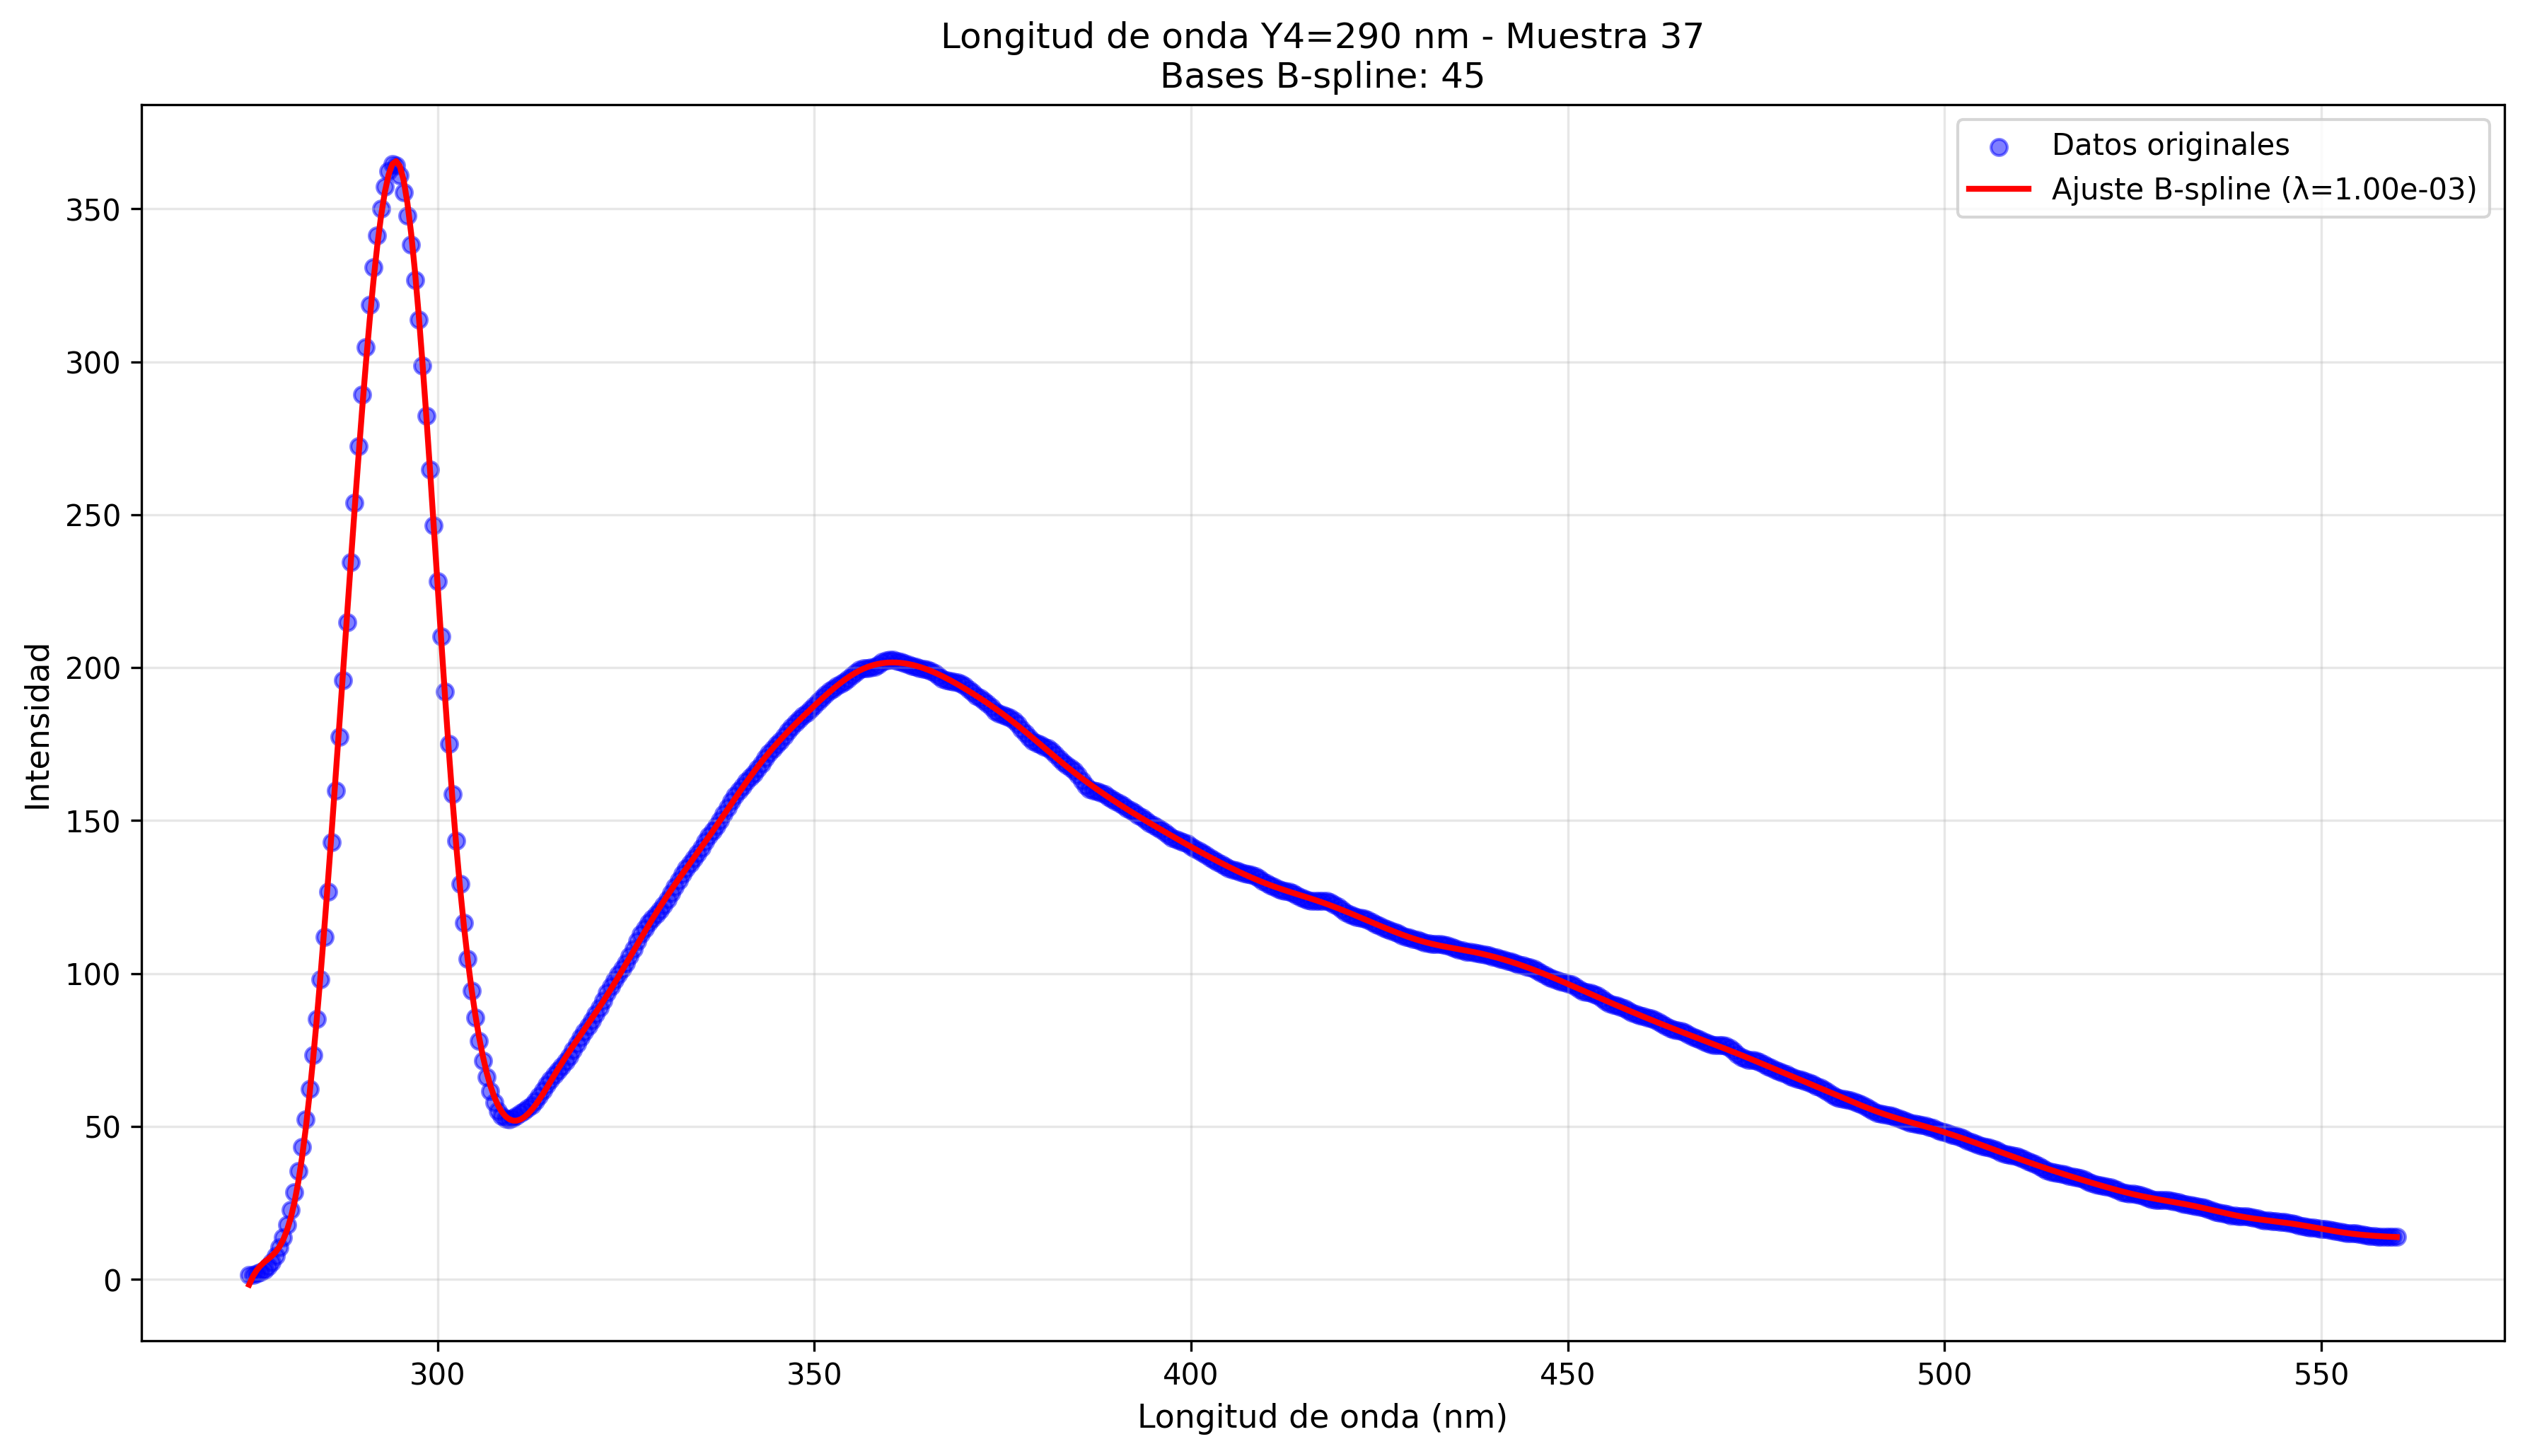 Longitud de onda Y4=290 nm - Muestra 37
Bases B-spline: 45
Datos originales
Ajuste B-spline (λ=1.00e-03)
Intensidad
350
300
250
200
150
100
50
0
300 350 400 450 500 550
Longitud de onda (nm)